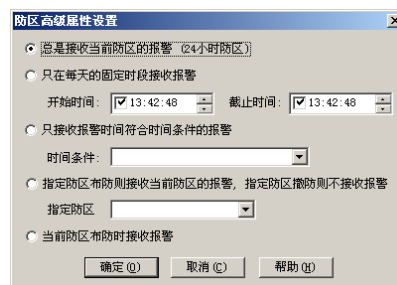 防区高级属性设置
总是接收当前防区的报警 (24小时防区)
只在每天的固定时段接收报警
开始时间: 13:42:48 截止时间: 13:42:48
只接收报警时间符合时间条件的报警
时间条件:
指定防区布防则接收当前防区的报警, 指定防区撤防则不接收报警
指定防区
当前防区布防时接收报警
确定(O) 取消(C) 帮助(H)